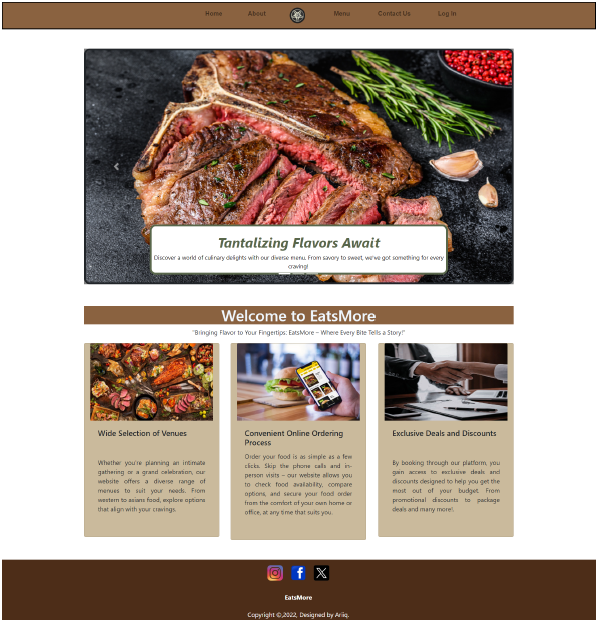 Home About Menu Contact Us Log In
Tantalizing Flavors Await
Discover a world of culinary delights with our diverse menu. From savory to sweet, we've got something for every
craving!
Welcome to EatsMore
"Bringing Flavor to Your Fingertips: EatsMore – Where Every Bite Tells a Story!"
Wide Selection of Venues
Whether you're planning an intimate
gathering or a grand celebration, our
website offers a diverse range of
menus to suit your needs. From
western to asians food, explore options
that align with your cravings.
Convenient Online Ordering
Process
Order your food is as simple as a few
clicks. Skip the phone calls and in-
person visits – our website allows you
to check food availability, compare
options, and secure your food order
from the comfort of your own home or
office, at any time that suits you.
Exclusive Deals and Discounts
By booking through our platform, you
gain access to exclusive deals and
discounts designed to help you get the
most out of your budget. From
promotional discounts to package
deals and many more!.
EatsMore
Copyright ©,2022, Designed by Ariiq.